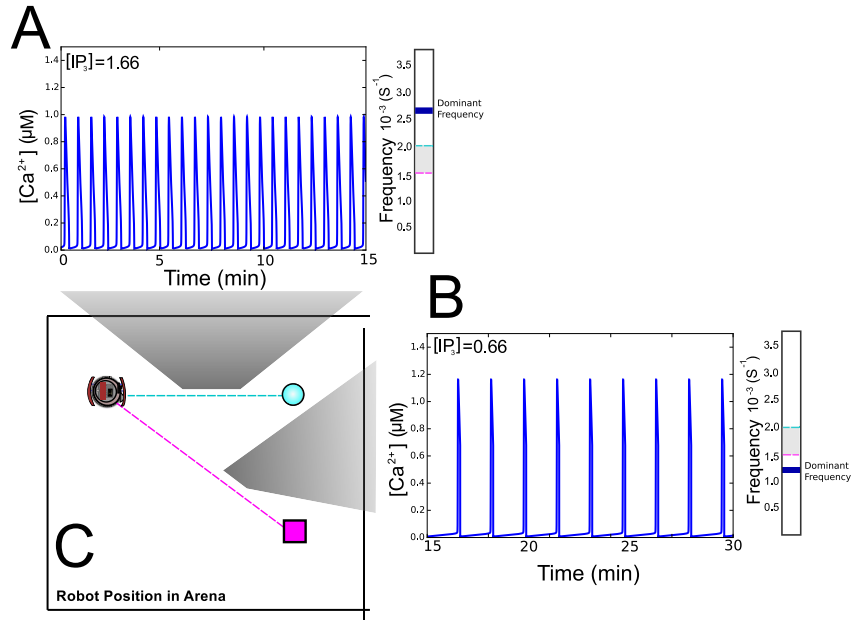 A
[IP₃]=1.66
1.4
1.2
1.0
0.8
0.6
0.4
0.2
0.0
[Ca²⁺] (µM)
0 5 10 15
Time (min)
3.5
3.0
2.5
2.0
1.5
1.0
0.5
Frequency 10⁻³ (S⁻¹)
Dominant
Frequency
B
[IP₃]=0.66
1.4
1.2
1.0
0.8
0.6
0.4
0.2
0.0
[Ca²⁺] (µM)
15 20 25 30
Time (min)
3.5
3.0
2.5
2.0
1.5
1.0
0.5
Frequency 10⁻³ (S⁻¹)
Dominant
Frequency
C
Robot Position in Arena